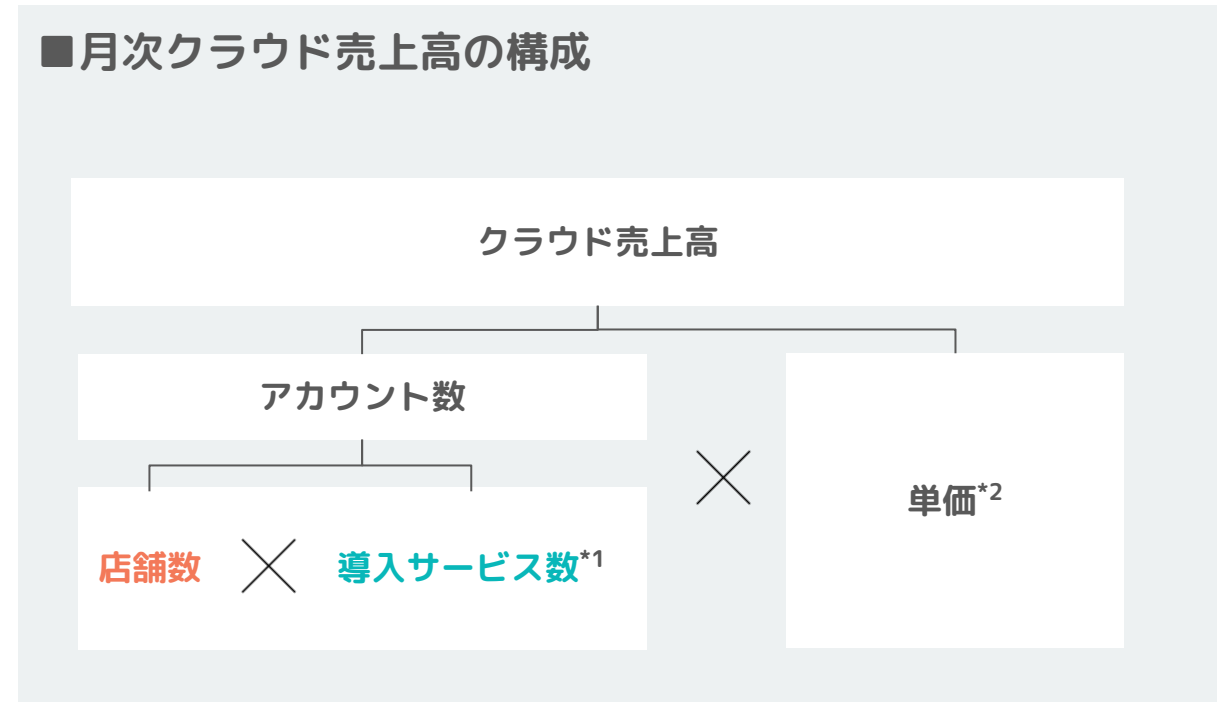 ■月次クラウド売上高の構成
クラウド売上高
アカウント数
単価*2
店舗数
導入サービス数*1